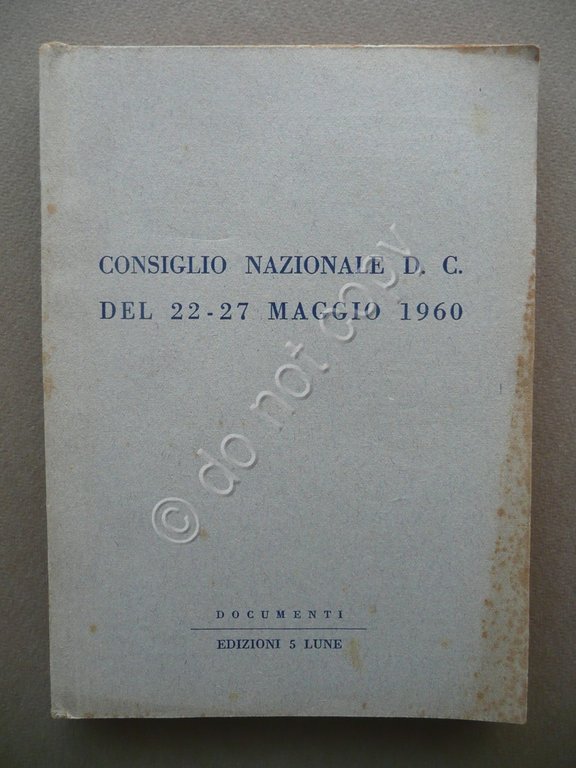 CONSIGLIO NAZIONALE D. C.
DEL 22-27 MAGGIO 1960
© do not copy
DOCUMENTI
EDIZIONI 5 LUNE